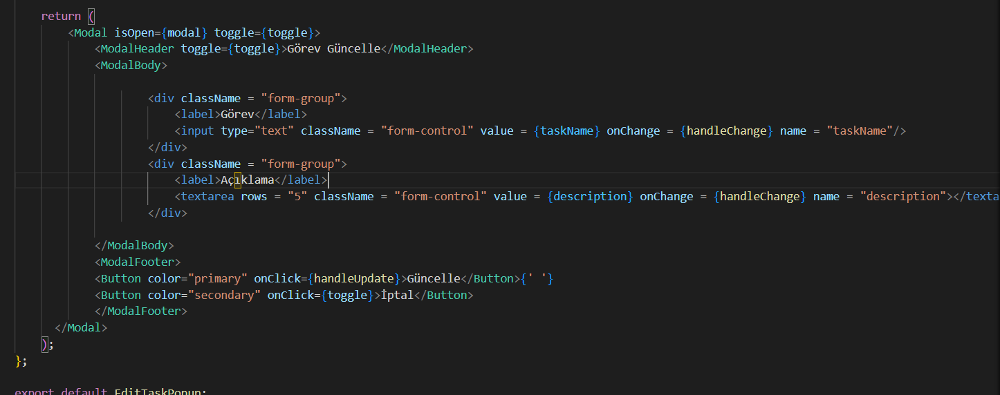 return (
<Modal isOpen={modal} toggle={toggle}>
<ModalHeader toggle={toggle}>Görev Güncelle</ModalHeader>
<ModalBody>
<div className = "form-group">
<label>Görev</label>
<input type="text" className = "form-control" value = {taskName} onChange = {handleChange} name = "taskName"/>
</div>
<div className = "form-group">
<label>Açıklama</label>
<textarea rows = "5" className = "form-control" value = {description} onChange = {handleChange} name = "description"></texta
</div>
</ModalBody>
<ModalFooter>
<Button color="primary" onClick={handleUpdate}>Güncelle</Button>{' '}
<Button color="secondary" onClick={toggle}>İptal</Button>
</ModalFooter>
</Modal>
);
};
export default EditTaskPopup;